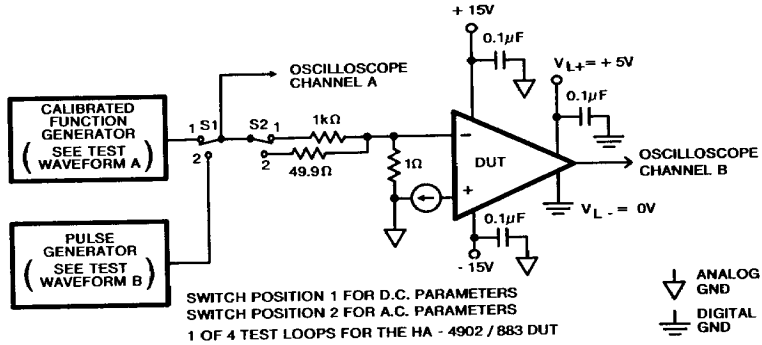 + 15V
0.1µF
OSCILLOSCOPE
CHANNEL A
V L+ = + 5V
0.1µF
CALIBRATED
FUNCTION
GENERATOR
( SEE TEST
WAVEFORM A )
1 S1
2
S2 1
2
1kΩ
49.9Ω
1Ω
−
DUT
+
OSCILLOSCOPE
CHANNEL B
V L - = 0V
0.1µF
- 15V
PULSE
GENERATOR
( SEE TEST
WAVEFORM B )
SWITCH POSITION 1 FOR D.C. PARAMETERS
SWITCH POSITION 2 FOR A.C. PARAMETERS
1 OF 4 TEST LOOPS FOR THE HA - 4902 / 883 DUT
ANALOG
GND
DIGITAL
GND